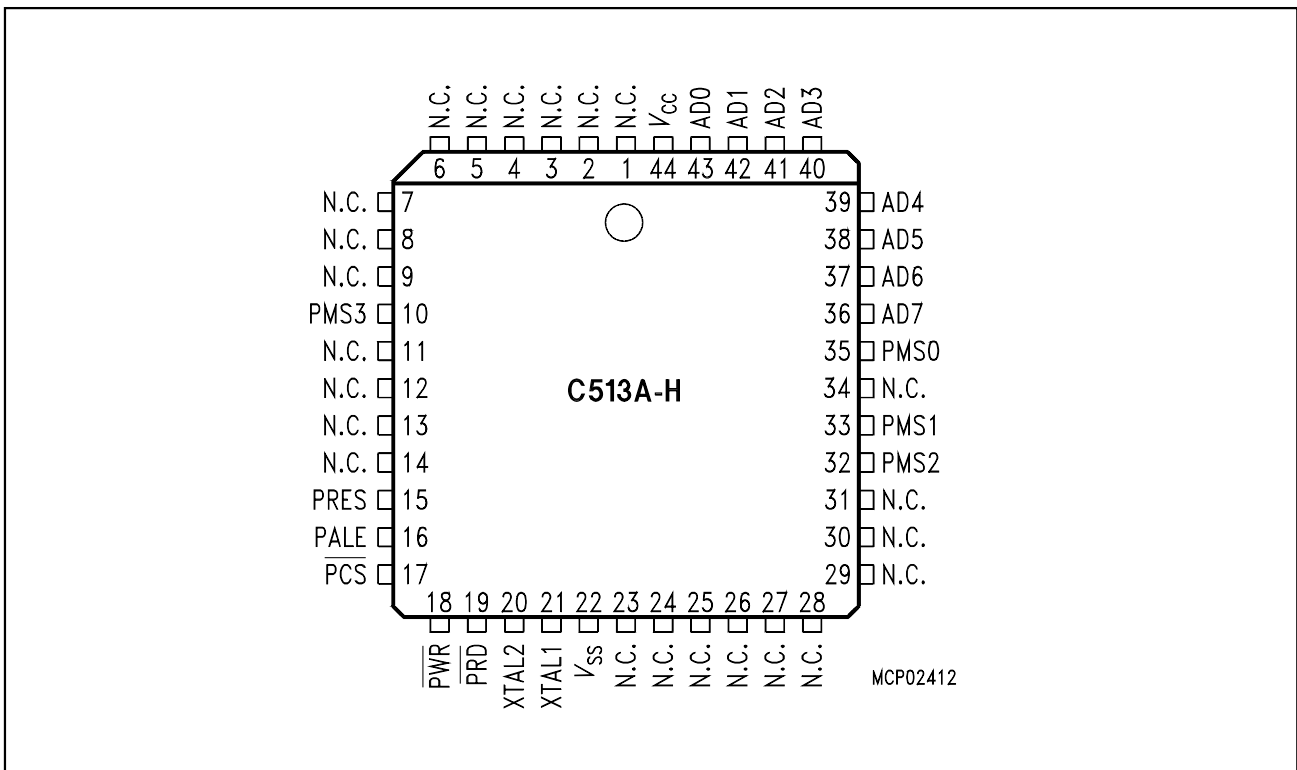 N.C. N.C. N.C. N.C. N.C. N.C. VCC AD0 AD1 AD2 AD3
6 5 4 3 2 1 44 43 42 41 40
N.C. 7 39 AD4
N.C. 8 38 AD5
N.C. 9 37 AD6
PMS3 10 36 AD7
N.C. 11 35 PMS0
N.C. 12 C513A-H 34 N.C.
N.C. 13 33 PMS1
N.C. 14 32 PMS2
PRES 15 31 N.C.
PALE 16 30 N.C.
P̅C̅S̅ 17 29 N.C.
18 19 20 21 22 23 24 25 26 27 28
P̅W̅R̅ P̅R̅D̅ XTAL2 XTAL1 VSS N.C. N.C. N.C. N.C. N.C. N.C.
MCP02412